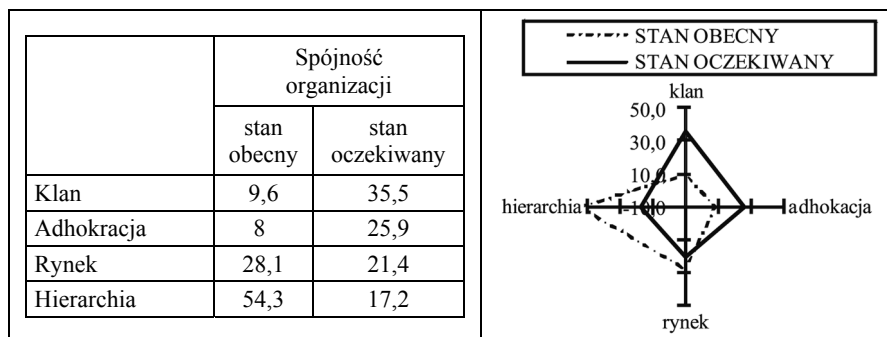 Spójność
organizacji
stan
obecny
stan
oczekiwany
Klan 9,6 35,5
Adhokracja 8 25,9
Rynek 28,1 21,4
Hierarchia 54,3 17,2
STAN OBECNY
STAN OCZEKIWANY
klan
50,0
30,0
10,0
hierarchia -10,0 adhokacja
rynek